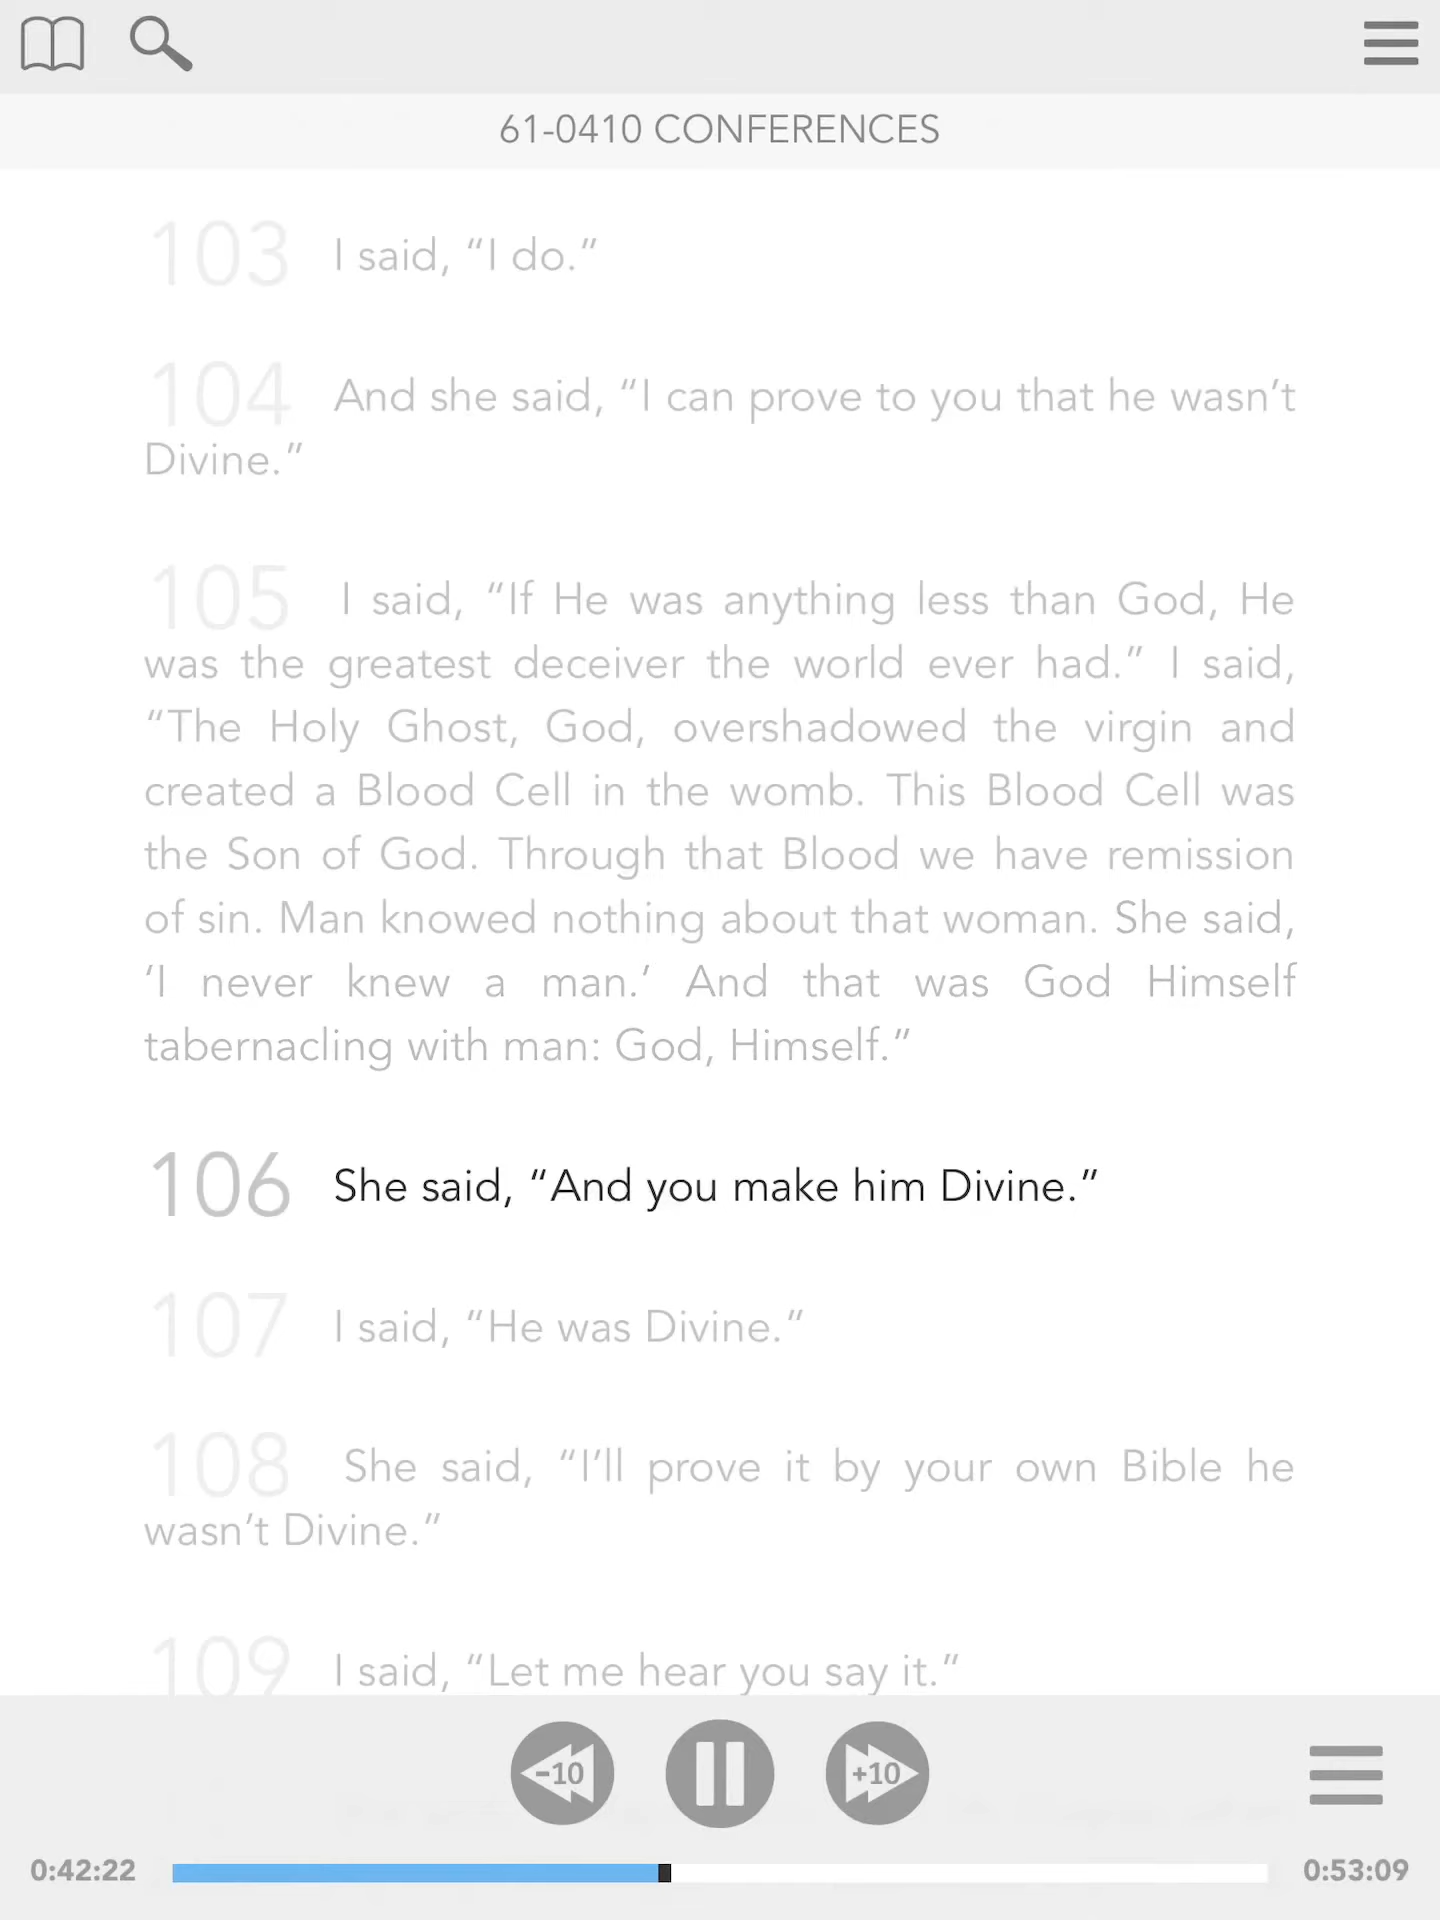 61-0410 CONFERENCES
103 I said, “I do.”
104 And she said, “I can prove to you that he wasn’t
Divine.”
105 I said, “If He was anything less than God, He
was the greatest deceiver the world ever had.” I said,
“The Holy Ghost, God, overshadowed the virgin and
created a Blood Cell in the womb. This Blood Cell was
the Son of God. Through that Blood we have remission
of sin. Man knowed nothing about that woman. She said,
‘I never knew a man.’ And that was God Himself
tabernacling with man: God, Himself.”
106 She said, “And you make him Divine.”
107 I said, “He was Divine.”
108 She said, “I’ll prove it by your own Bible he
wasn’t Divine.”
109 I said, “Let me hear you say it.”
-10 +10
0:42:22 0:53:09